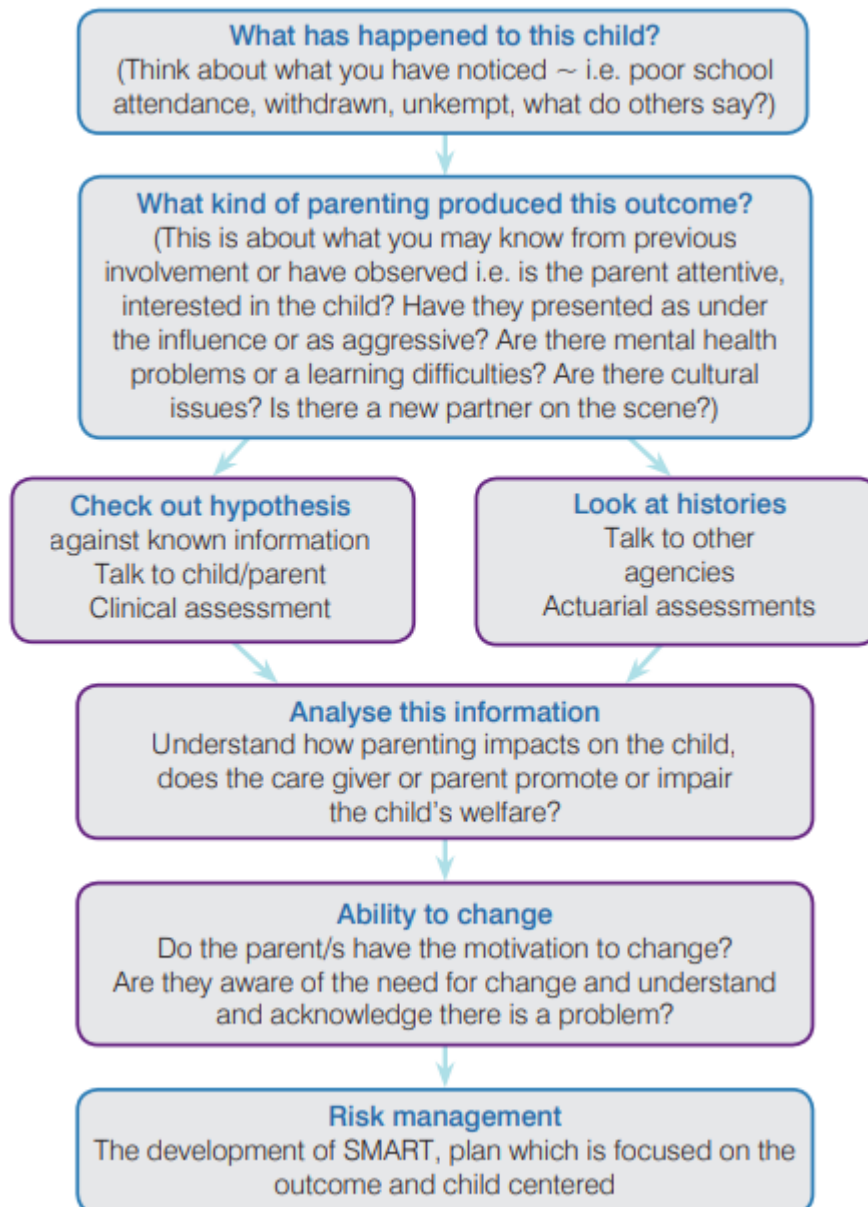 What has happened to this child?
(Think about what you have noticed ~ i.e. poor school
attendance, withdrawn, unkempt, what do others say?)
What kind of parenting produced this outcome?
(This is about what you may know from previous
involvement or have observed i.e. is the parent attentive,
interested in the child? Have they presented as under
the influence or as aggressive? Are there mental health
problems or a learning difficulties? Are there cultural
issues? Is there a new partner on the scene?)
Check out hypothesis
against known information
Talk to child/parent
Clinical assessment
Look at histories
Talk to other
agencies
Actuarial assessments
Analyse this information
Understand how parenting impacts on the child,
does the care giver or parent promote or impair
the child's welfare?
Ability to change
Do the parent/s have the motivation to change?
Are they aware of the need for change and understand
and acknowledge there is a problem?
Risk management
The development of SMART, plan which is focused on the
outcome and child centered